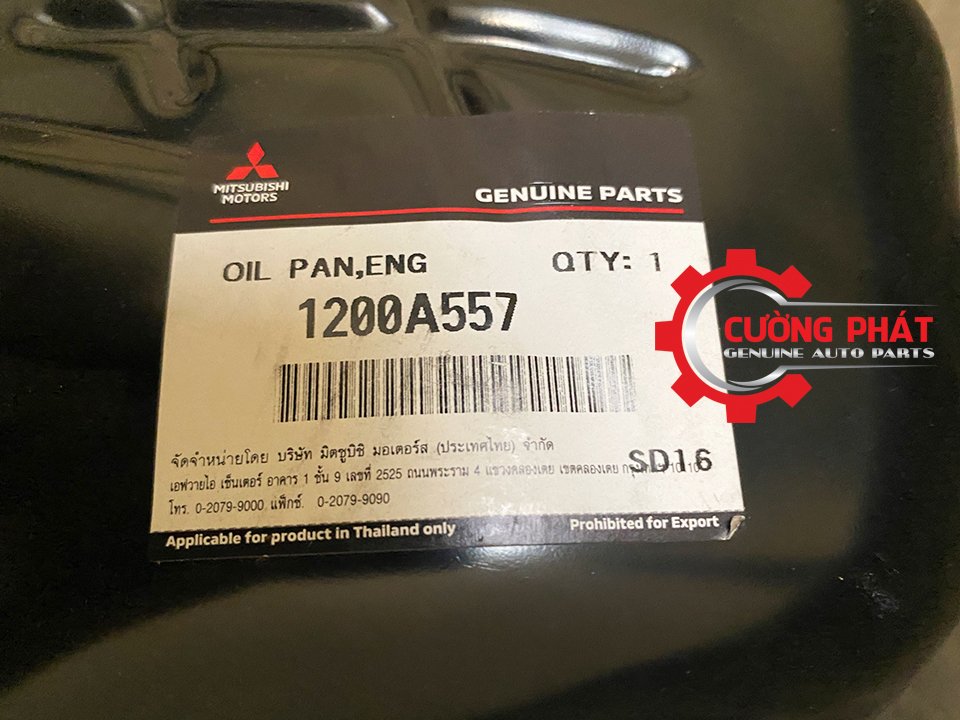 MITSUBISHI
MOTORS
GENUINE PARTS
OIL PAN,ENG QTY: 1
1200A557
CƯỜNG PHÁT
GENUINE AUTO PARTS
จัดจำหน่ายโดย บริษัท มิตซูบิชิ มอเตอร์ส (ประเทศไทย) จำกัด
SD16
เอฟวายไอ เซ็นเตอร์ อาคาร 1 ชั้น 9 เลขที่ 2525 ถนนพระราม 4 แขวงคลองเตย เขตคลองเตย
โทร. 0-2079-9000 แฟ็กซ์. 0-2079-9090
Applicable for product in Thailand only
Prohibited for Export